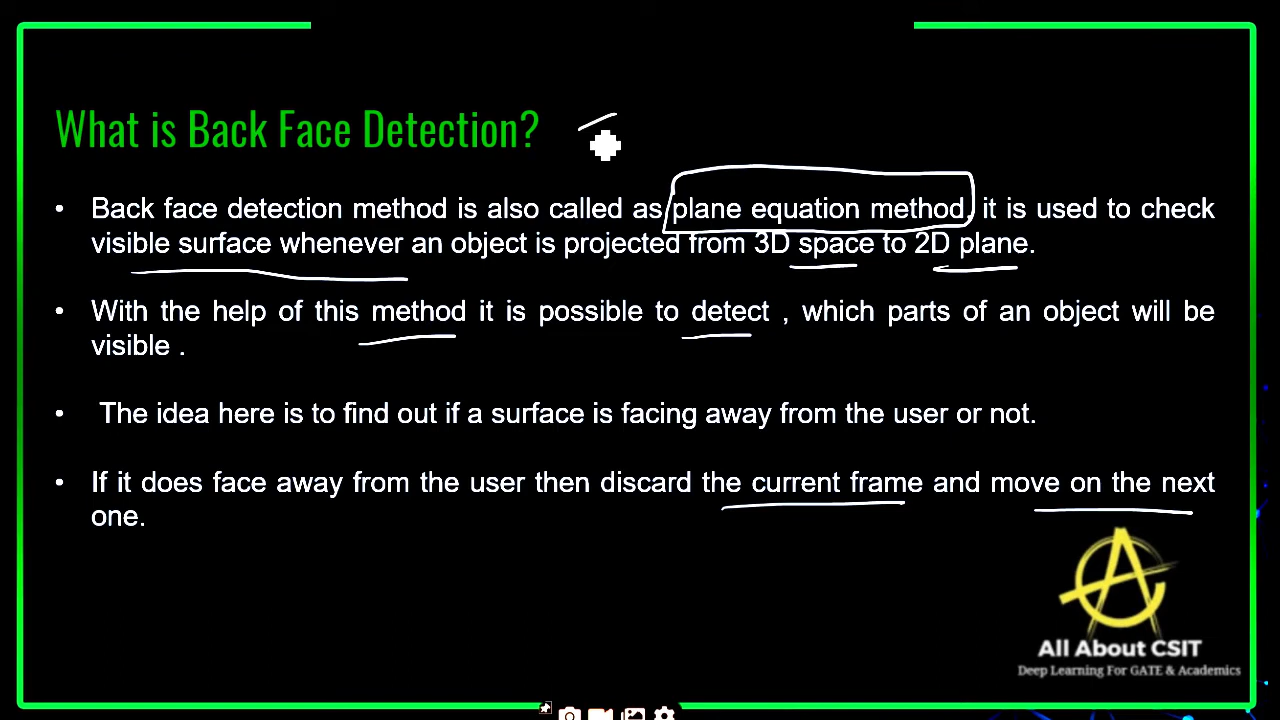 What is Back Face Detection?
• Back face detection method is also called as plane equation method, it is used to check
visible surface whenever an object is projected from 3D space to 2D plane.
• With the help of this method it is possible to detect , which parts of an object will be
visible .
• The idea here is to find out if a surface is facing away from the user or not.
• If it does face away from the user then discard the current frame and move on the next
one.
All About CSIT
Deep Learning For GATE & Academics